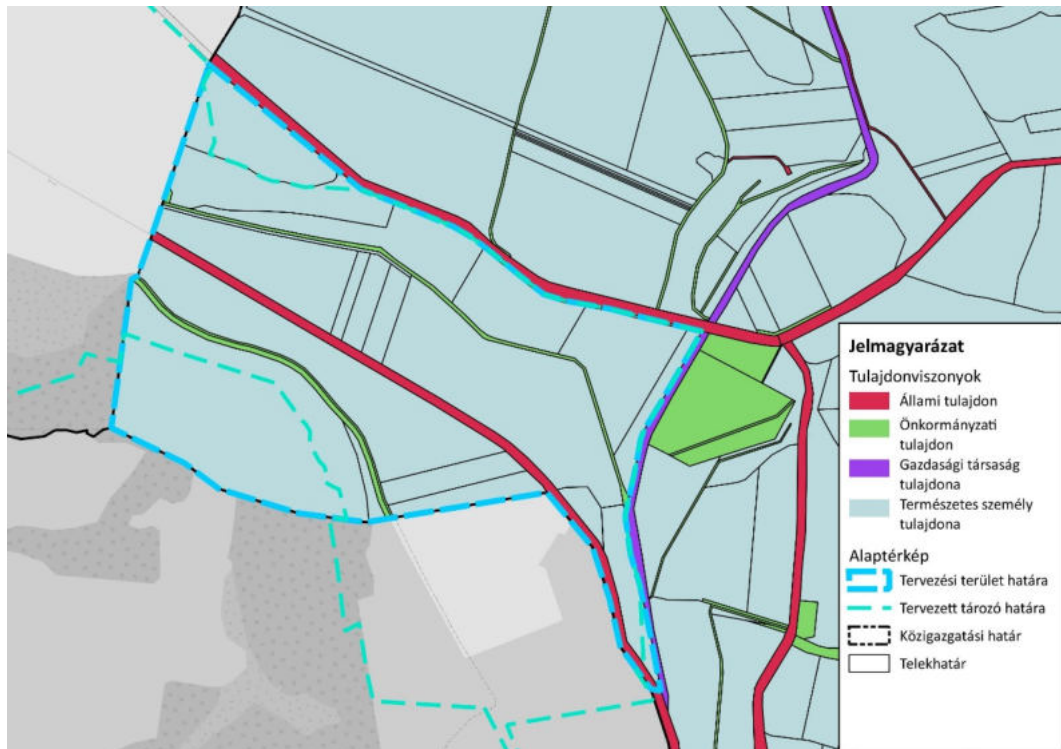 Jelmagyarázat
Tulajdonviszonyok
Állami tulajdon
Önkormányzati
tulajdon
Gazdasági társaság
tulajdona
Természetes személy
tulajdona
Alaptérkép
Tervezési terület határa
Tervezett tározó határa
Közigazgatási határ
Telekhatár